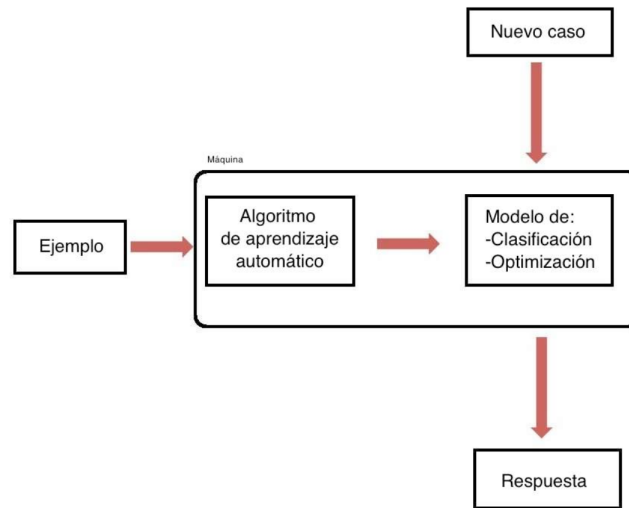 Nuevo caso
Máquina
Ejemplo
Algoritmo
de aprendizaje
automático
Modelo de:
-Clasificación
-Optimización
Respuesta